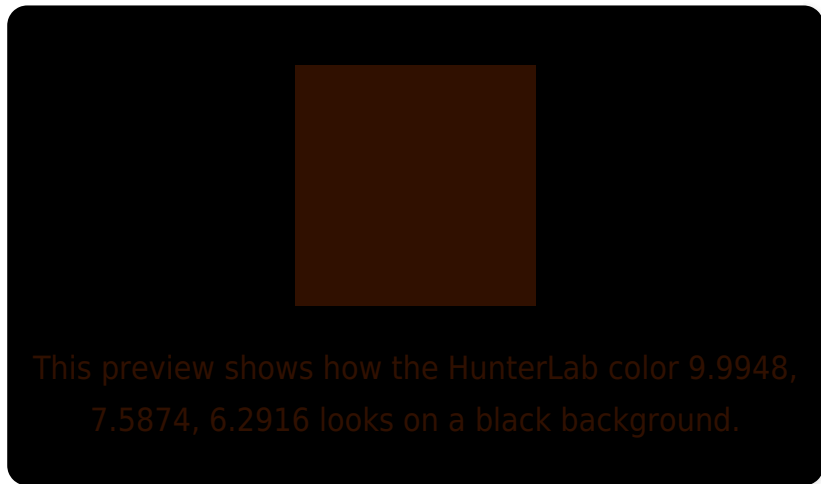 This preview shows how the HunterLab color 9.9948,
7.5874, 6.2916 looks on a black background.